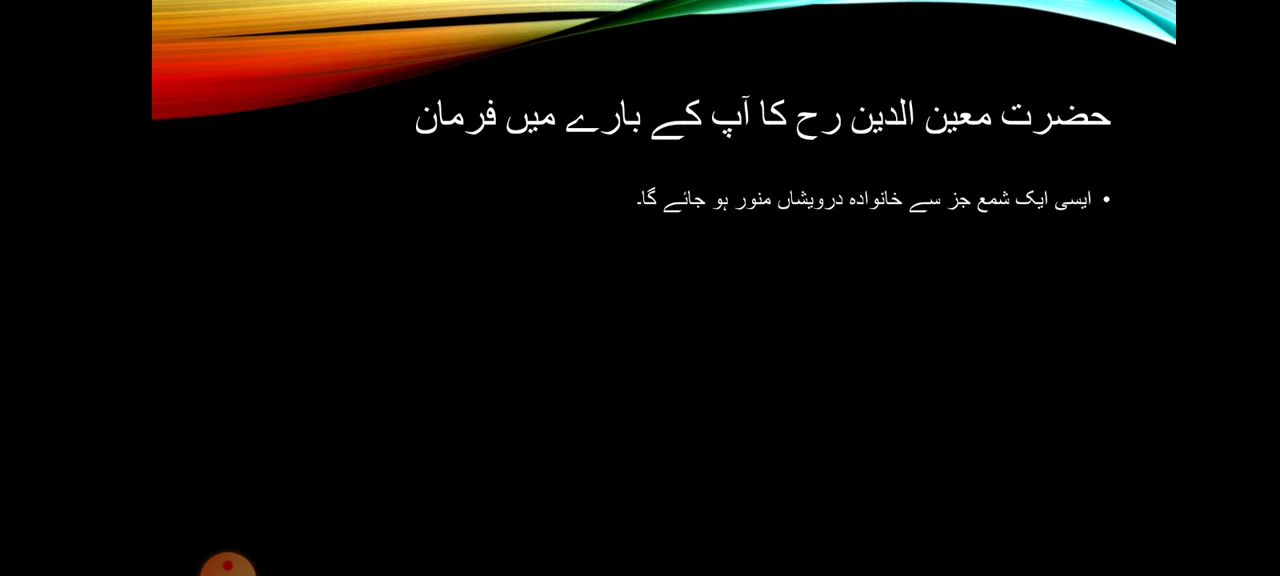 حضرت معین الدین رح کا آپ کے بارے میں فرمان
• ایسی ایک شمع جز سے خانوادہ درویشاں منور ہو جائے گا۔